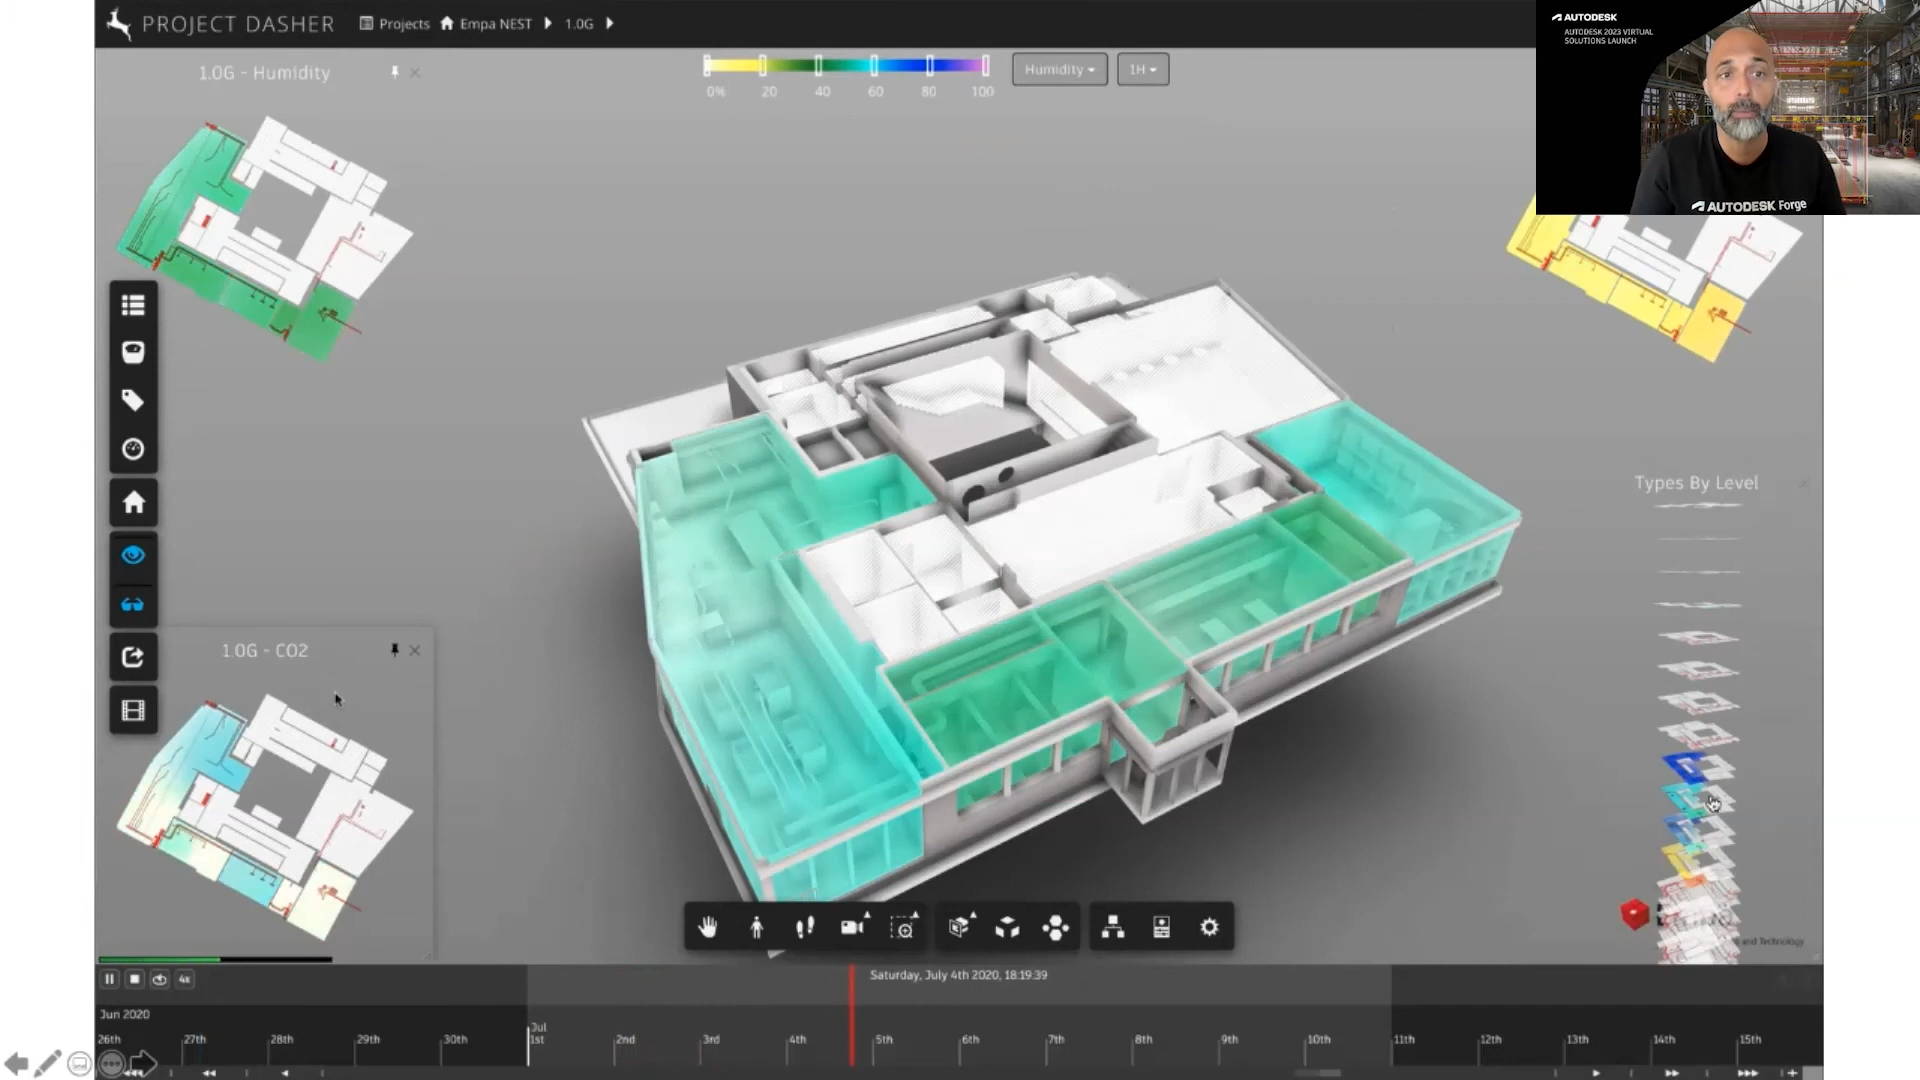 PROJECT DASHER
Projects Empa NEST 1.0G
AUTODESK
AUTODESK 2023 VIRTUAL
SOLUTIONS LAUNCH
AUTODESK Forge
1.0G - Humidity
Humidity 1H
0% 20 40 60 80 100
Types By Level
1.0G - CO2
and Technology
4x
Saturday, July 4th 2020, 18:19:39
Jun 2020
Jul
26th 27th 28th 29th 30th 1st 2nd 3rd 4th 5th 6th 7th 8th 9th 10th 11th 12th 13th 14th 15th